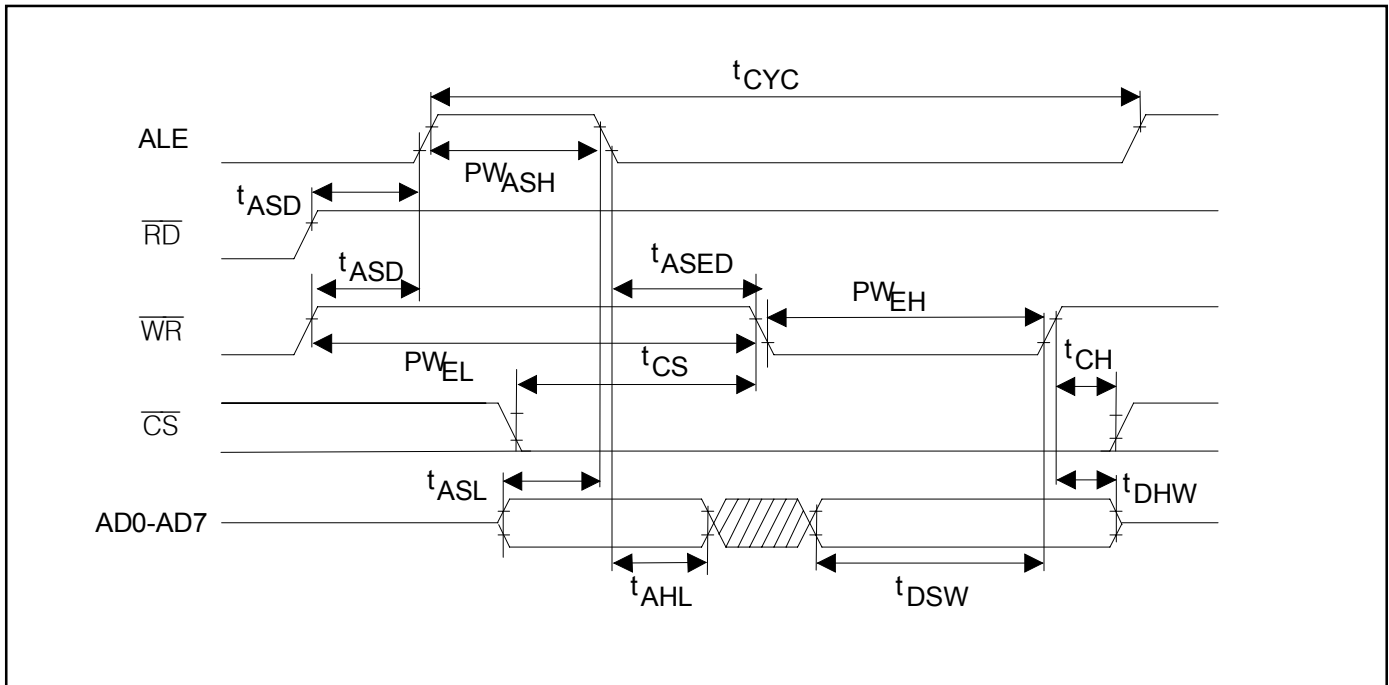 tCYC
ALE
PWASH
tASD
RD
tASD
tASED
PWEH
WR
PWEL
tCS
tCH
CS
tASL
tDHW
AD0-AD7
tAHL
tDSW